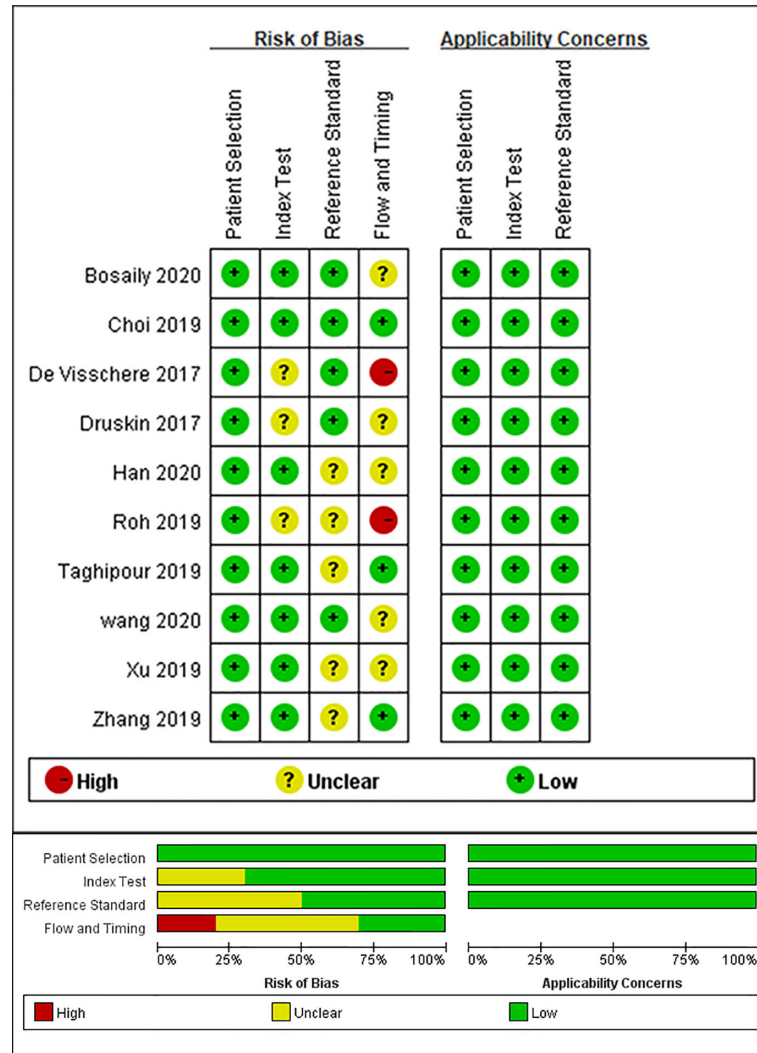 Risk of Bias Applicability Concerns
Patient Selection Index Test Reference Standard Flow and Timing Patient Selection Index Test Reference Standard
Bosaily 2020 + + + ? + + +
Choi 2019 + + + + + + +
De Visschere 2017 + ? + - + + +
Druskin 2017 + ? + ? + + +
Han 2020 + + ? ? + + +
Roh 2019 + ? ? - + + +
Taghipour 2019 + + ? + + + +
wang 2020 + + + ? + + +
Xu 2019 + + ? ? + + +
Zhang 2019 + + ? + + + +
- High ? Unclear + Low
Patient Selection
Index Test
Reference Standard
Flow and Timing
0% 25% 50% 75% 100% 0% 25% 50% 75% 100%
Risk of Bias Applicability Concerns
High Unclear Low